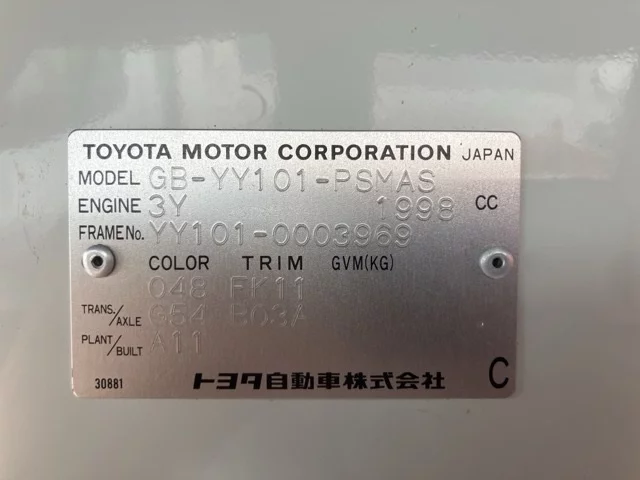 TOYOTA MOTOR CORPORATION JAPAN
MODEL GB-YY101-PSMAS
ENGINE 3Y 1998 CC
FRAME No. YY101-0003969
COLOR TRIM GVM(KG)
048 FK11
TRANS./AXLE G54 B03A
PLANT/BUILT A11
30881 トヨタ自動車株式会社 C